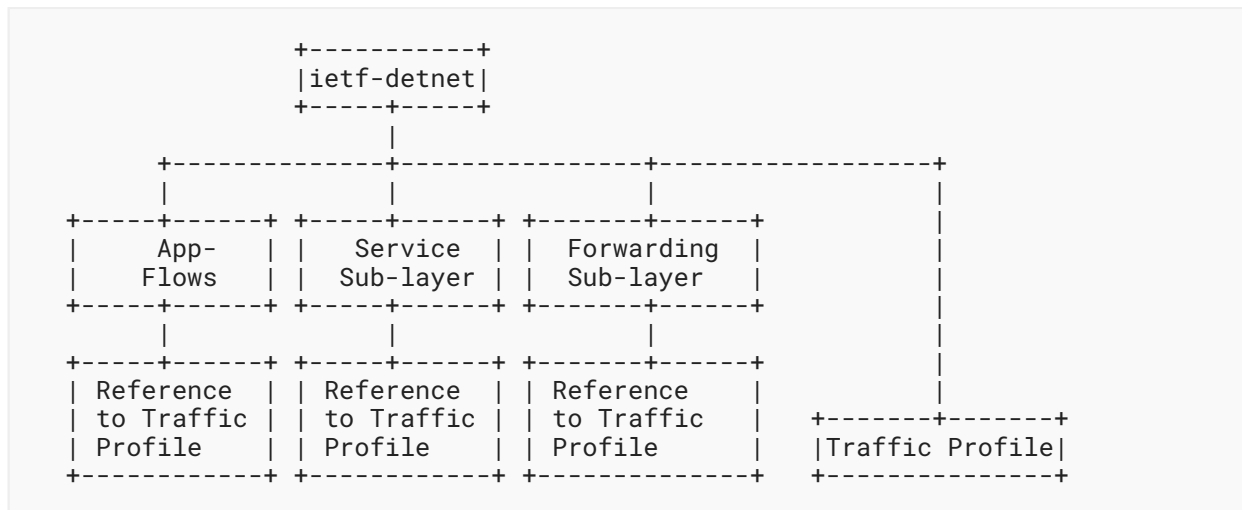 +-----------+
                   |ietf-detnet|
                   +-----+-----+
                         |
          +--------------+----------------+------------------+
          |              |                |                  |
    +-----+------+ +-----+------+ +-------+------+           |
    |     App-   | |   Service  | |  Forwarding  |           |
    |    Flows   | |  Sub-layer | |  Sub-layer   |           |
    +-----+------+ +-----+------+ +-------+------+           |
          |              |                |                  |
    +-----+------+ +-----+------+ +-------+------+           |
    | Reference  | | Reference  | | Reference    |           |
    | to Traffic | | to Traffic | | to Traffic   |   +-------+-------+
    | Profile    | | Profile    | | Profile      |   |Traffic Profile|
    +------------+ +------------+ +--------------+   +---------------+